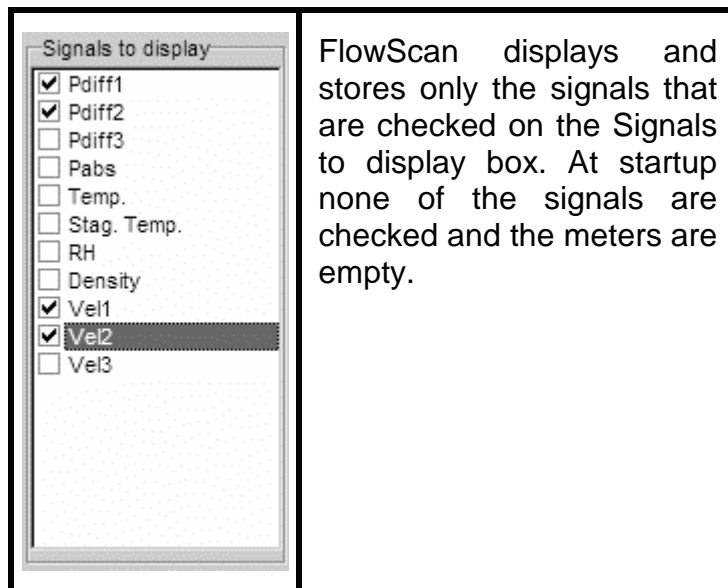 Signals to display
Pdiff1
Pdiff2
Pdiff3
Pabs
Temp.
Stag. Temp.
RH
Density
Vel1
Vel2
Vel3
FlowScan displays and
stores only the signals that
are checked on the Signals
to display box. At startup
none of the signals are
checked and the meters are
empty.